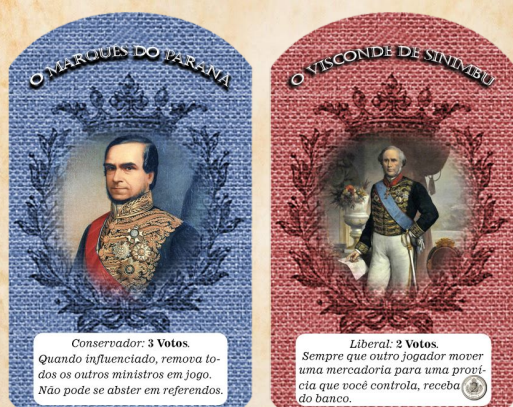 O MARQUÊS DO PARANÁ
Conservador: 3 Votos.
Quando influenciado, remova to-
dos os outros ministros em jogo.
Não pode se abster em referendos.
O VISCONDE DE SINIMBU
Liberal: 2 Votos.
Sempre que outro jogador mover
uma mercadoria para uma proví-
cia que você controla, receba
do banco.